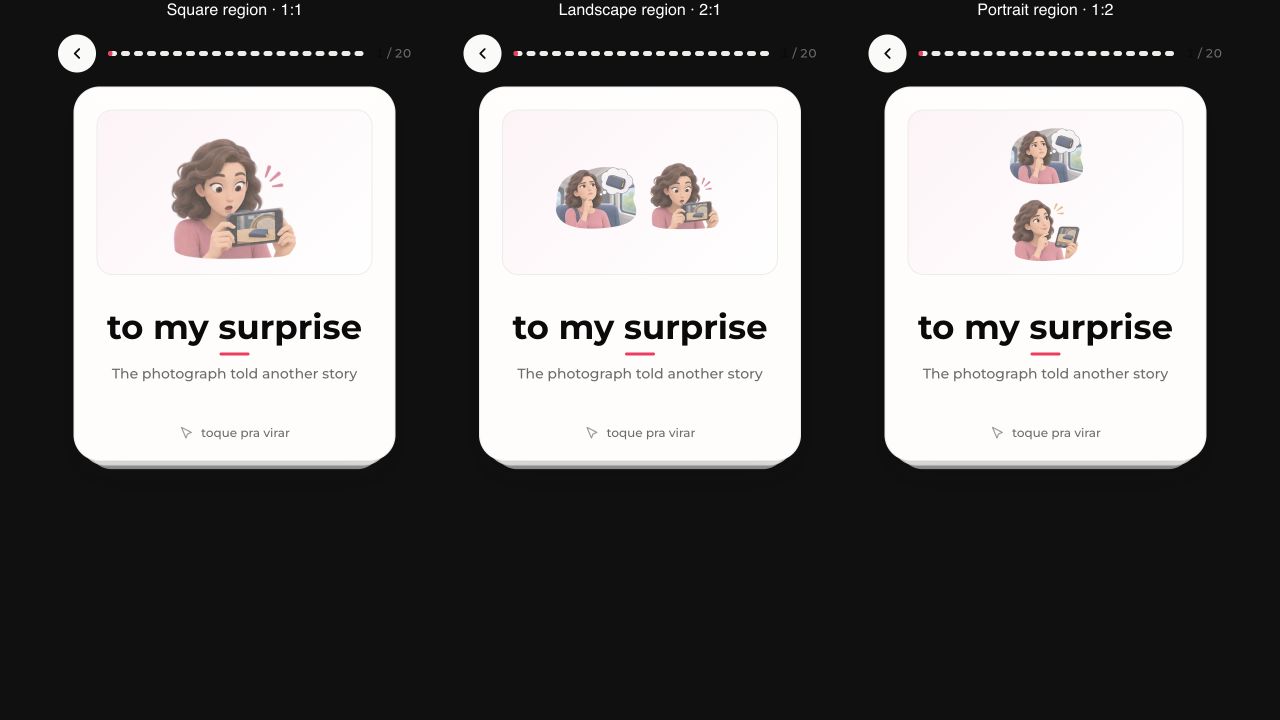 Square region · 1:1
/ 20
to my surprise
The photograph told another story
toque pra virar
Landscape region · 2:1
/ 20
to my surprise
The photograph told another story
toque pra virar
Portrait region · 1:2
/ 20
to my surprise
The photograph told another story
toque pra virar